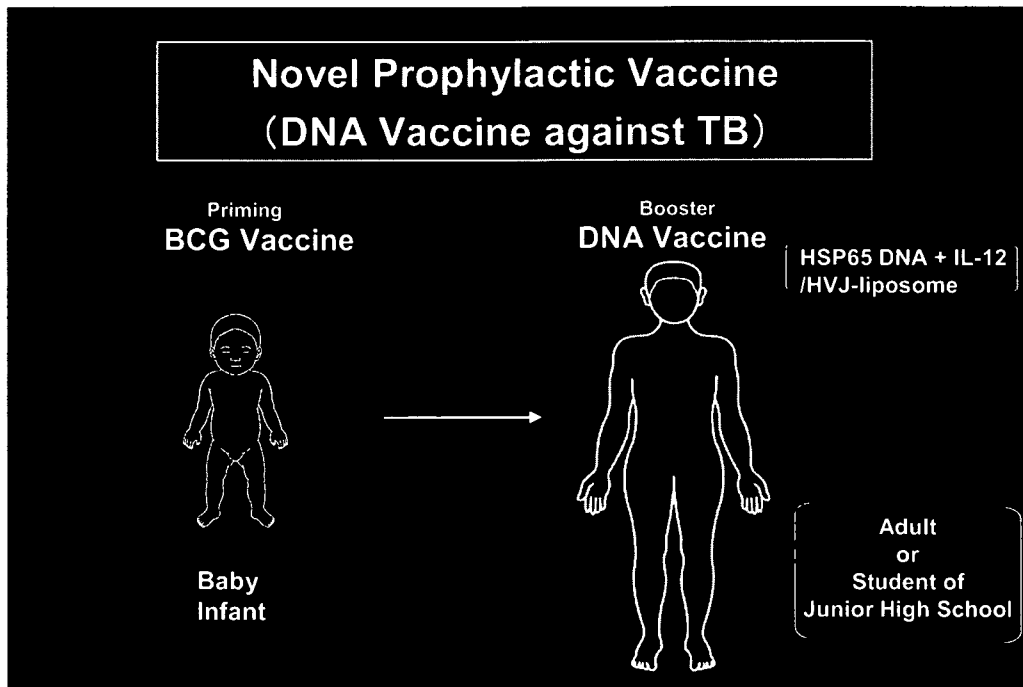 Novel Prophylactic Vaccine
(DNA Vaccine against TB)
Priming
BCG Vaccine
Booster
DNA Vaccine
HSP65 DNA + IL-12
/HVJ-liposome
Baby
Infant
Adult
or
Student of
Junior High School